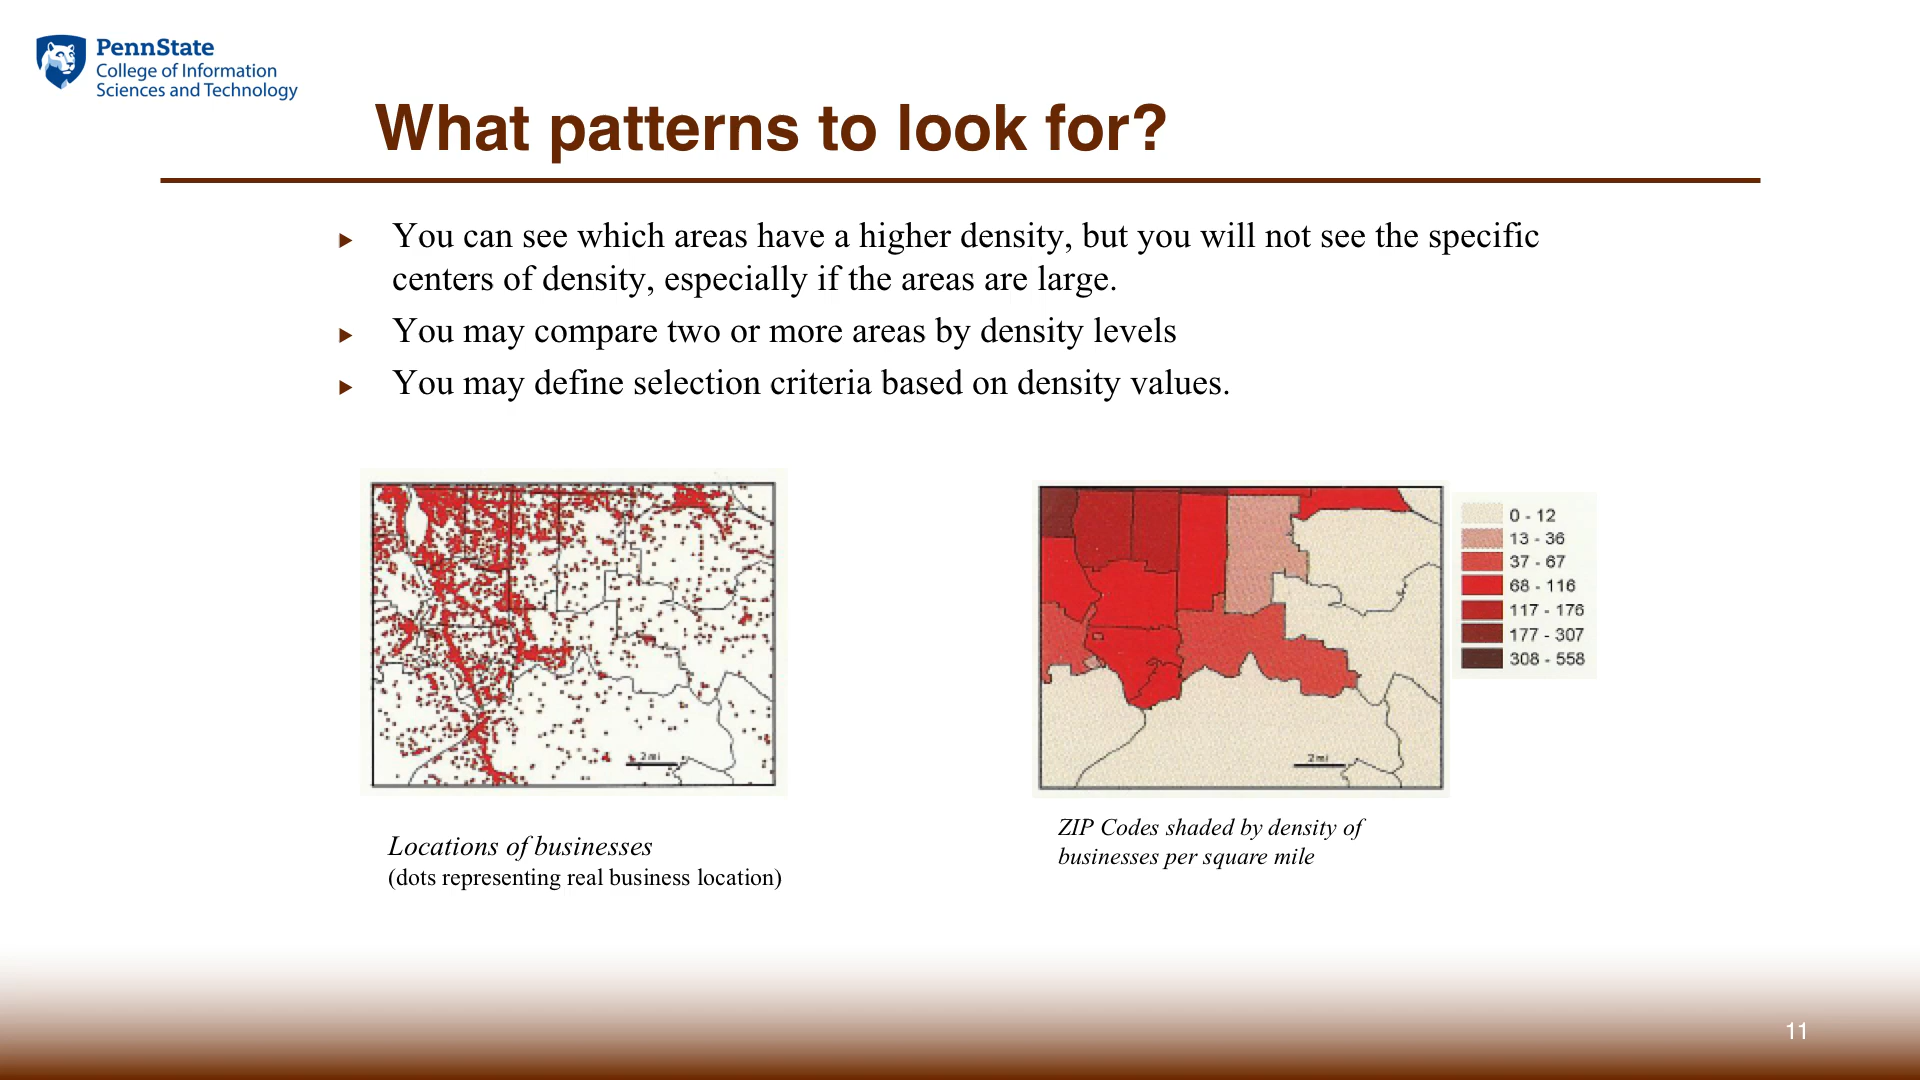 PennState
College of Information
Sciences and Technology
What patterns to look for?
You can see which areas have a higher density, but you will not see the specific
centers of density, especially if the areas are large.
You may compare two or more areas by density levels
You may define selection criteria based on density values.
2 mi
2 mi
0 - 12
13 - 36
37 - 67
68 - 116
117 - 176
177 - 307
308 - 558
Locations of businesses
(dots representing real business location)
ZIP Codes shaded by density of
businesses per square mile
11